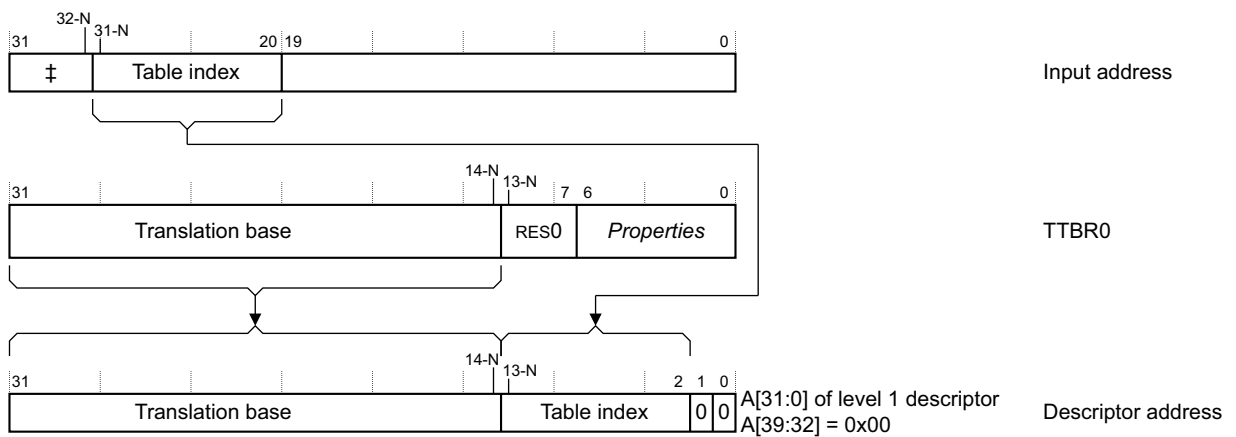 32-N
31 31-N 20 19 0
‡ Table index Input address
14-N
31 13-N 7 6 0
Translation base RES0 Properties TTBR0
14-N
31 13-N 2 1 0
Translation base Table index 0 0 A[31:0] of level 1 descriptor
A[39:32] = 0x00 Descriptor address